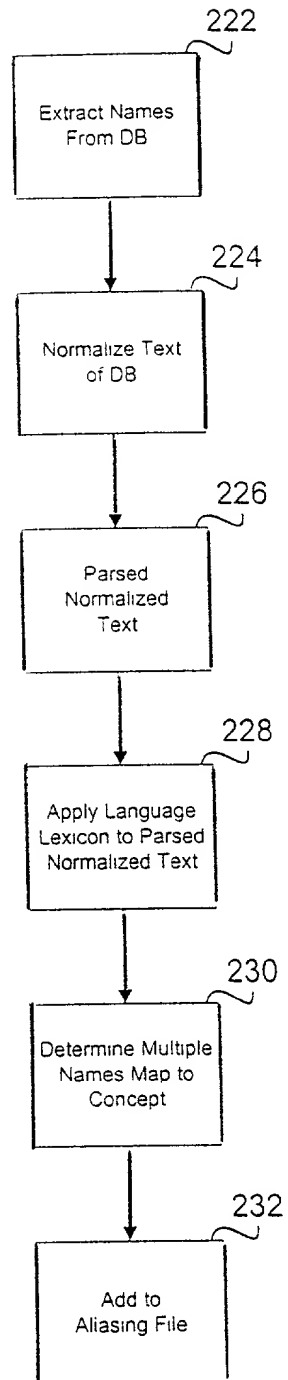 222
Extract Names
From DB
224
Normalize Text
of DB
226
Parsed
Normalized
Text
228
Apply Language
Lexicon to Parsed
Normalized Text
230
Determine Multiple
Names Map to
Concept
232
Add to
Aliasing File